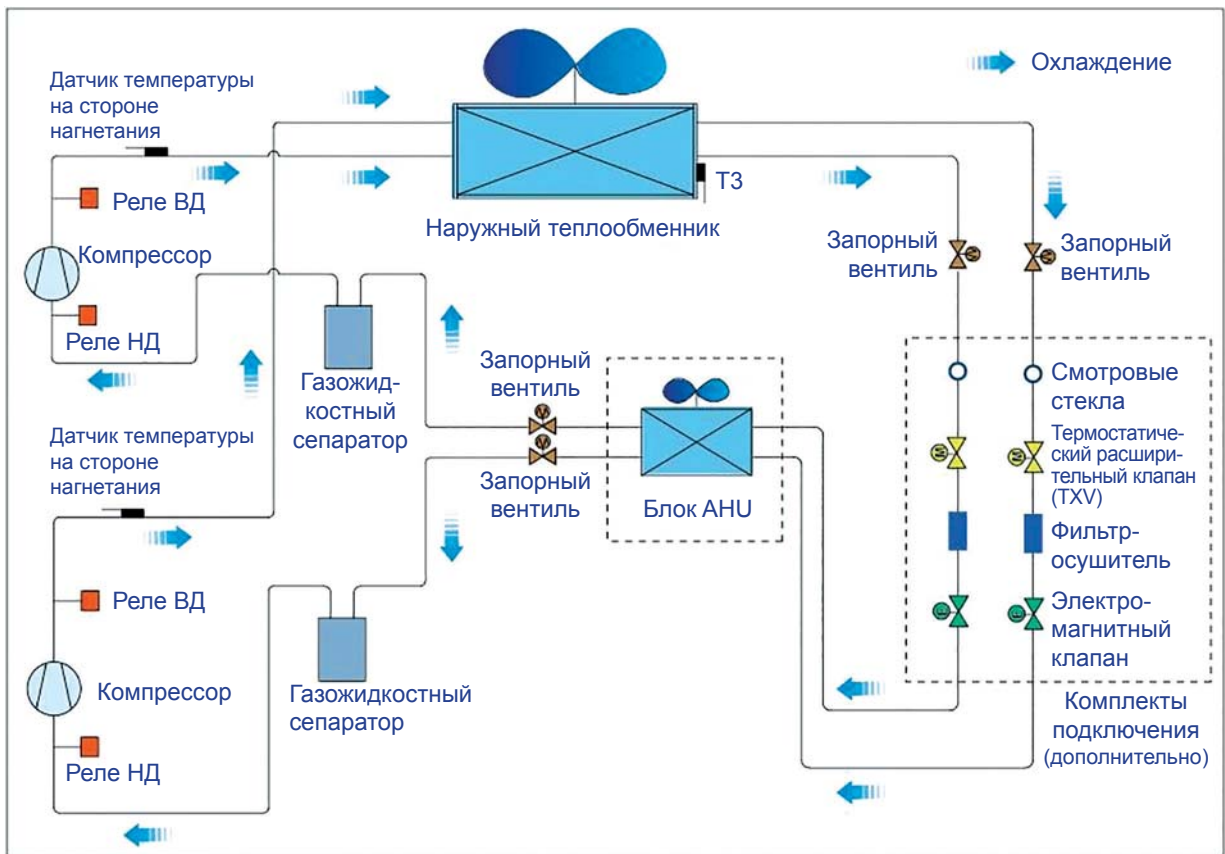 Датчик температуры
на стороне
нагнетания
Охлаждение
Реле ВД
T3
Наружный теплообменник
Компрессор
Запорный
вентиль
Запорный
вентиль
Реле НД
Газожид-
костный
сепаратор
Запорный
вентиль
Смотровые
стекла
Датчик температуры
на стороне
нагнетания
Запорный
вентиль
Блок AHU
Термостатиче-
ский расшири-
тельный клапан
(TXV)
Фильтр-
осушитель
Реле ВД
Электро-
магнитный
клапан
Компрессор
Газожидкостный
сепаратор
Комплекты
подключения
(дополнительно)
Реле НД